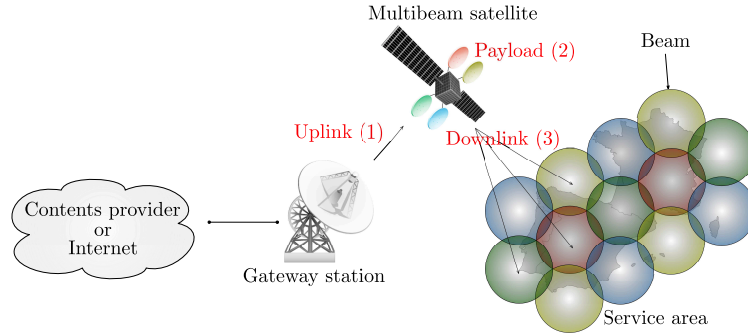 Multibeam satellite
Payload (2)
Beam
Uplink (1)
Downlink (3)
Contents provider
or
Internet
Gateway station
Service area